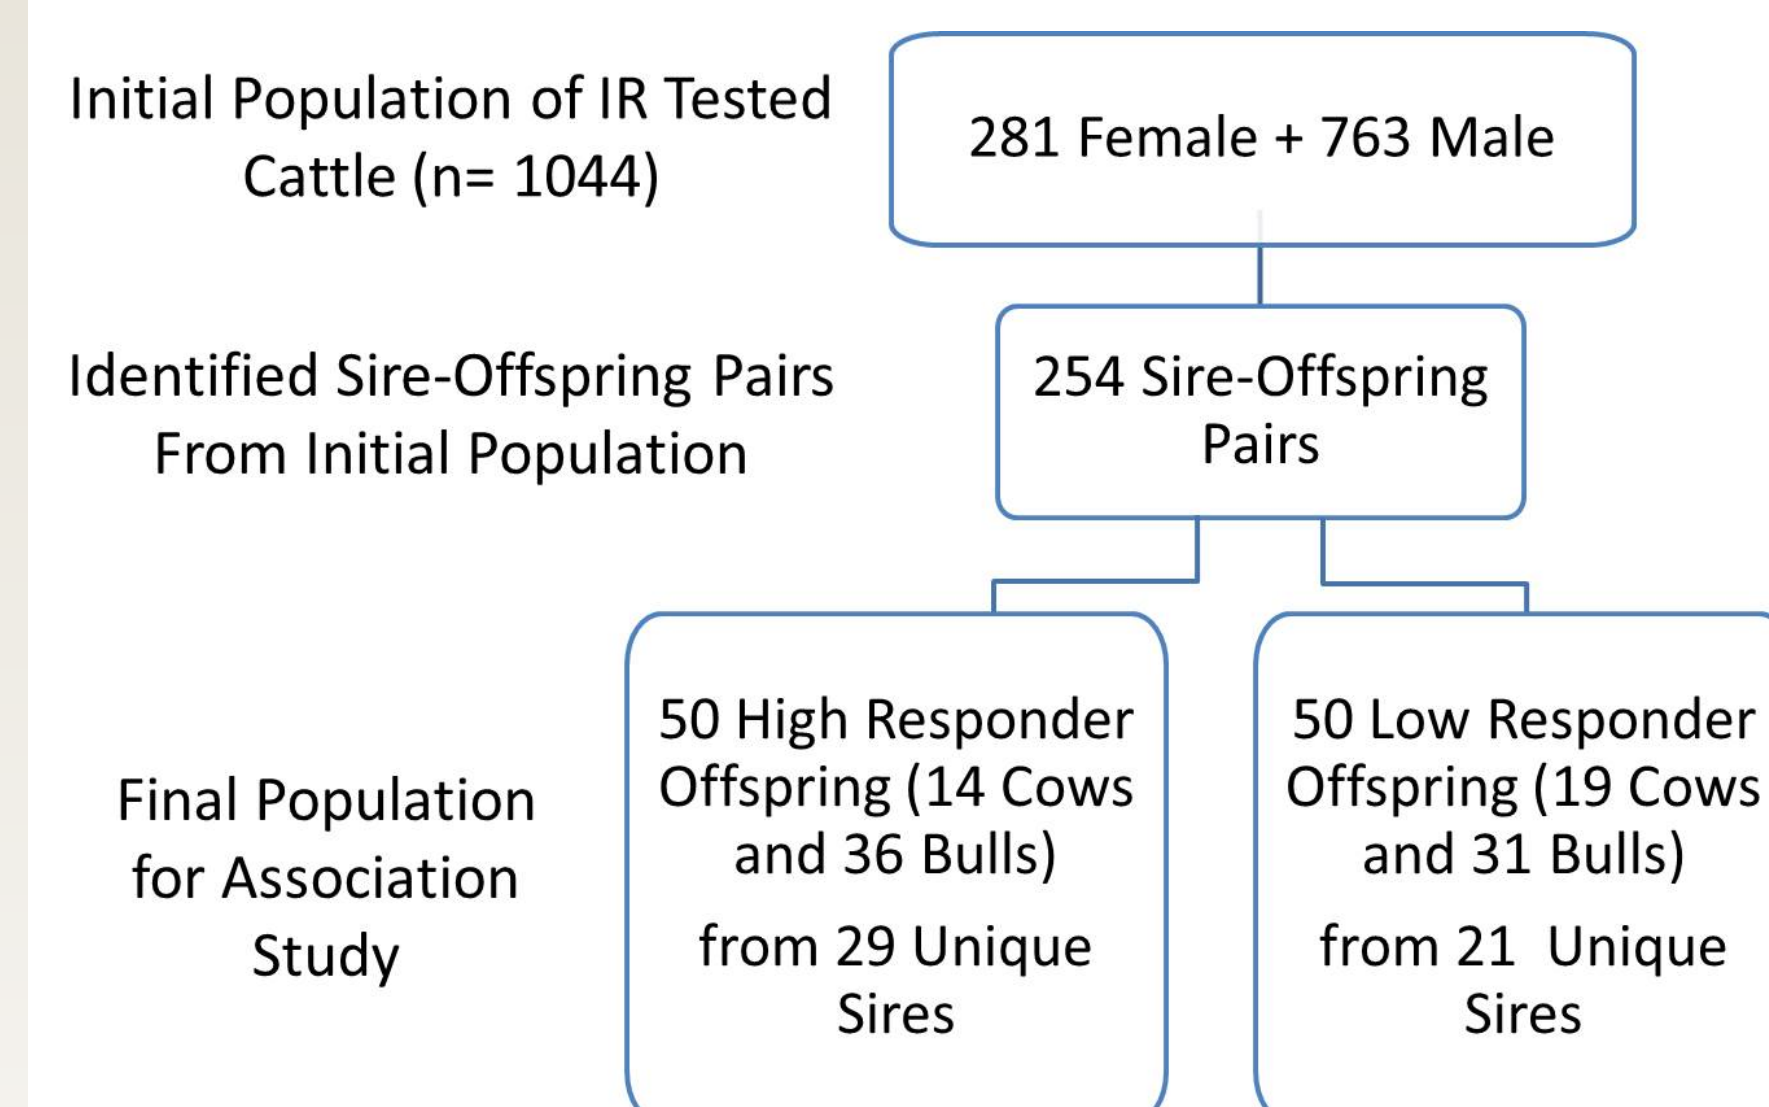 Initial Population of IR Tested
Cattle (n= 1044)
281 Female + 763 Male
Identified Sire-Offspring Pairs
From Initial Population
254 Sire-Offspring
Pairs
Final Population
for Association
Study
50 High Responder
Offspring (14 Cows
and 36 Bulls)
from 29 Unique
Sires
50 Low Responder
Offspring (19 Cows
and 31 Bulls)
from 21 Unique
Sires